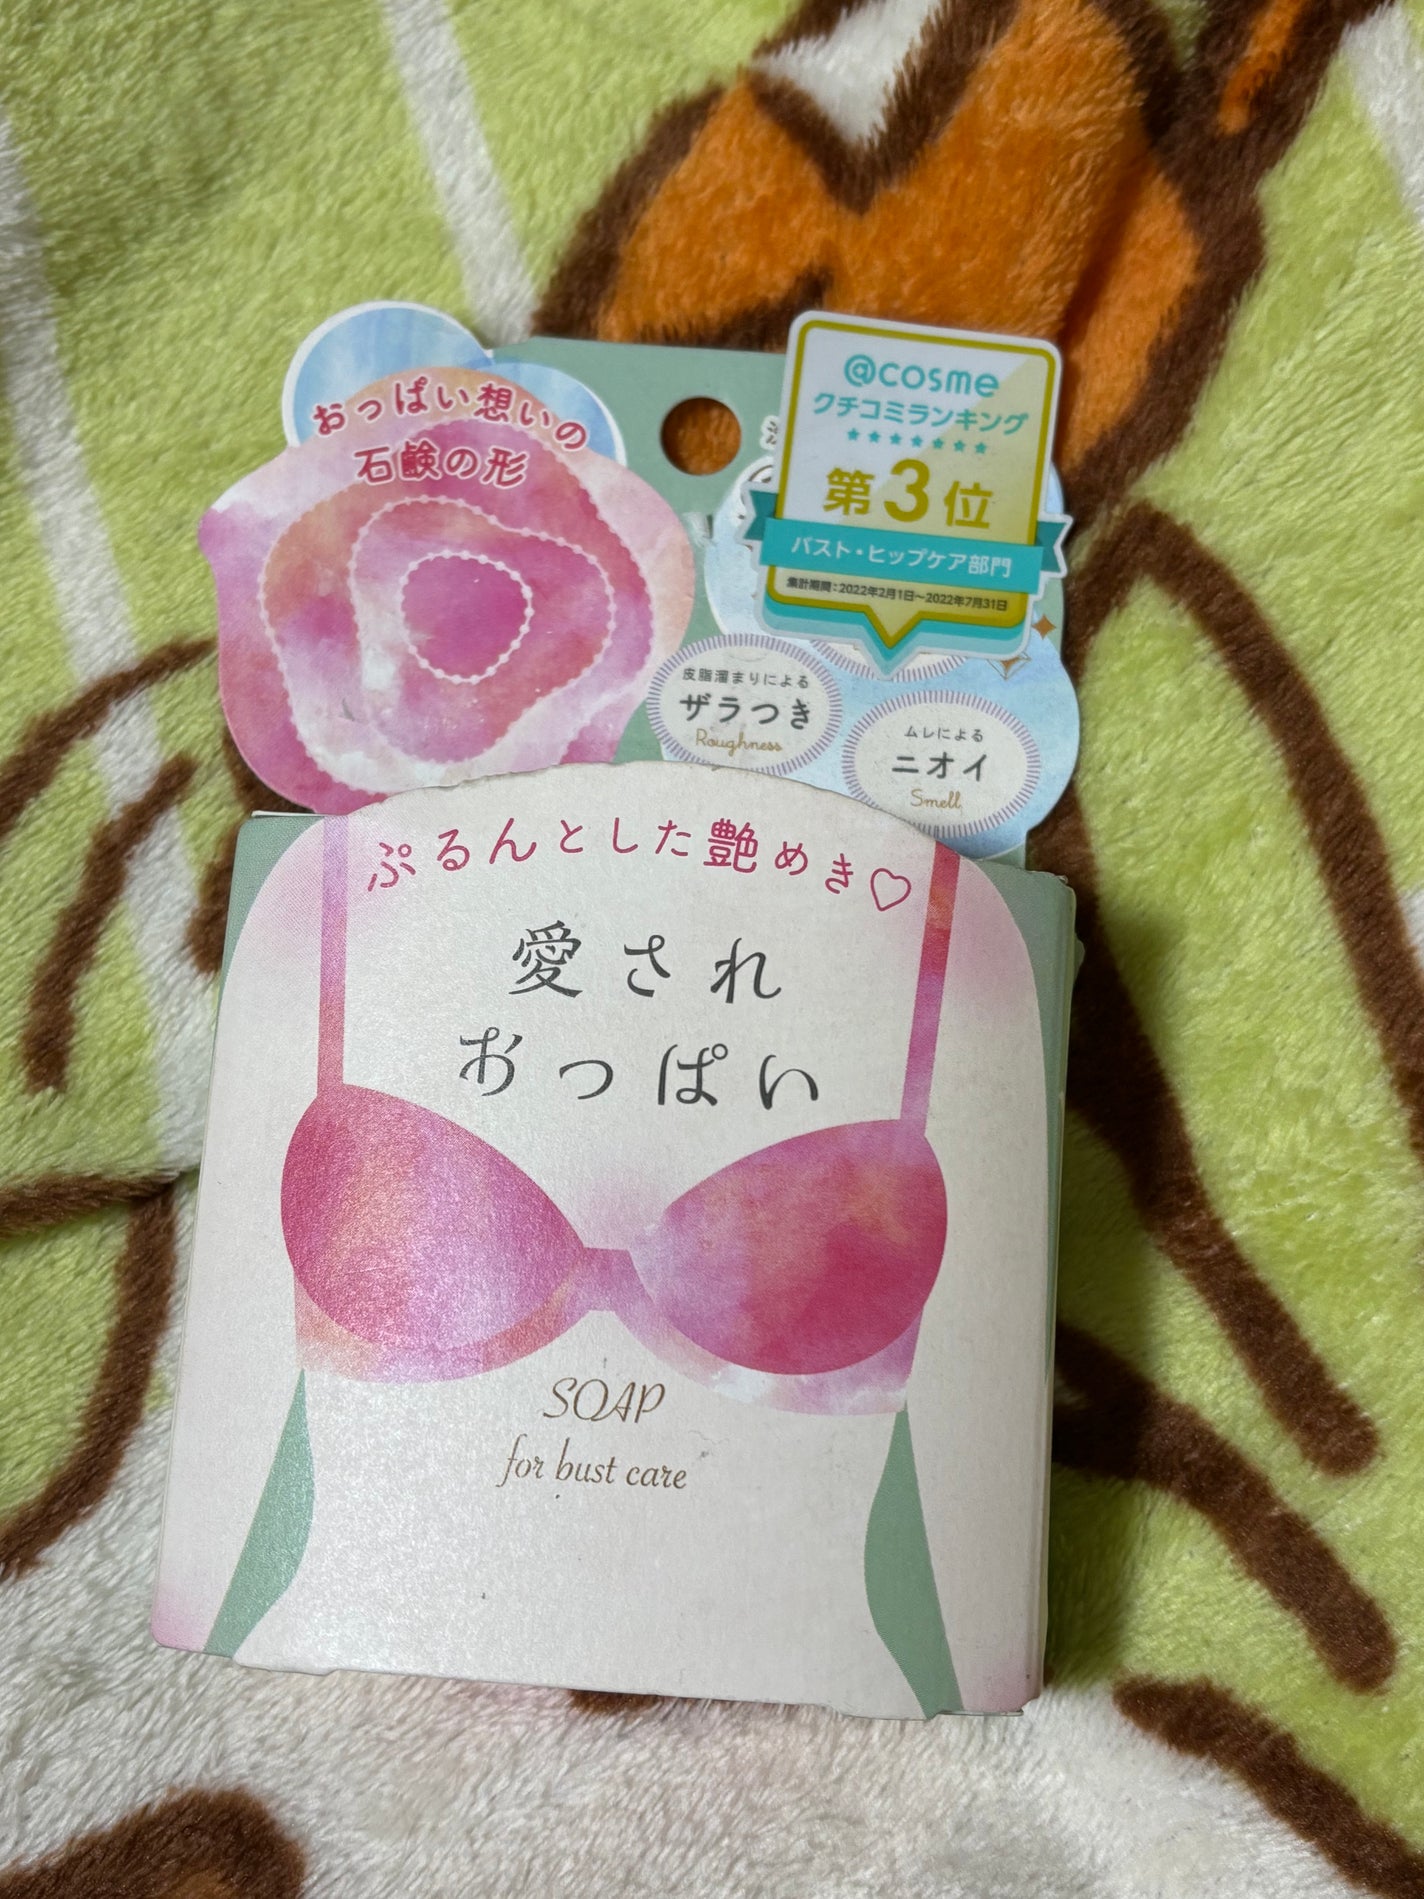 おっぱい想いの
石鹸の形
@cosme
クチコミランキング
第3位
バスト・ヒップケア部門
集計期間：2022年2月1日～2022年7月31日
皮脂溜まりによる
ザラつき
Roughness
ムレによる
ニオイ
Smell
ぷるんとした艶めき♡
愛され
おっぱい
SOAP
for bust care